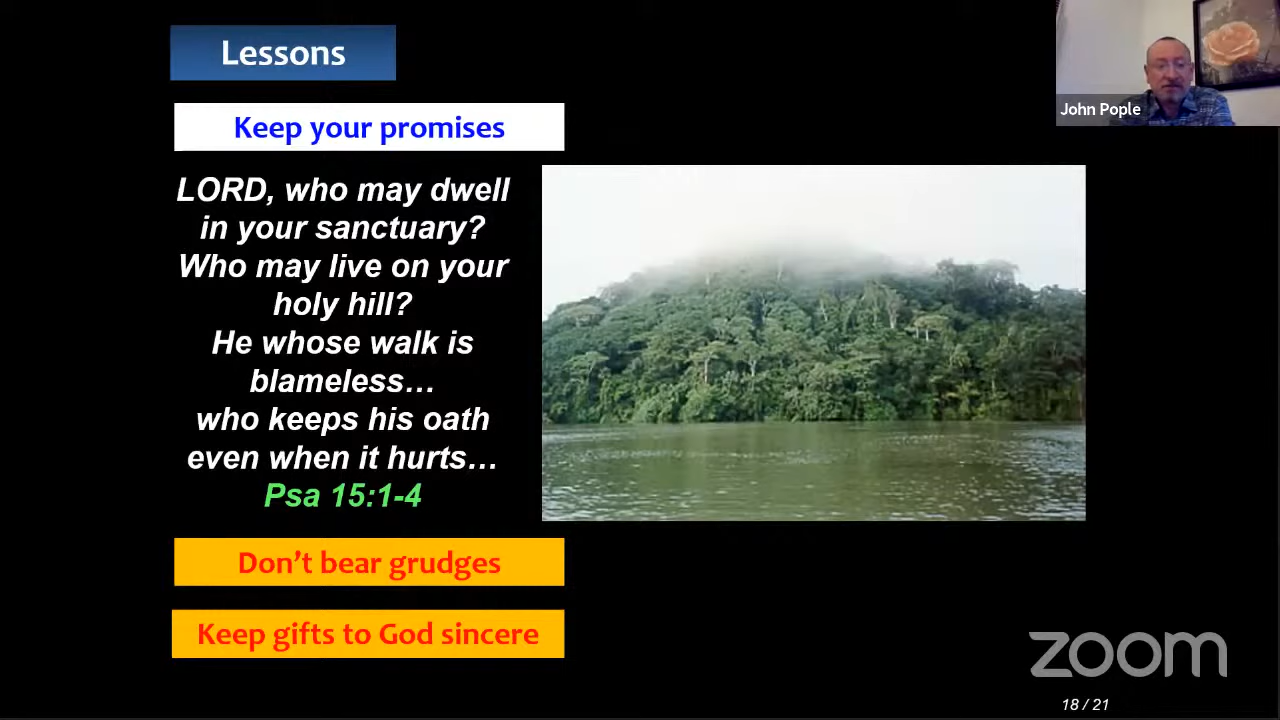 Lessons
John Pople
Keep your promises
LORD, who may dwell
in your sanctuary?
Who may live on your
holy hill?
He whose walk is
blameless…
who keeps his oath
even when it hurts…
Psa 15:1-4
Don’t bear grudges
Keep gifts to God sincere
zoom
18 / 21